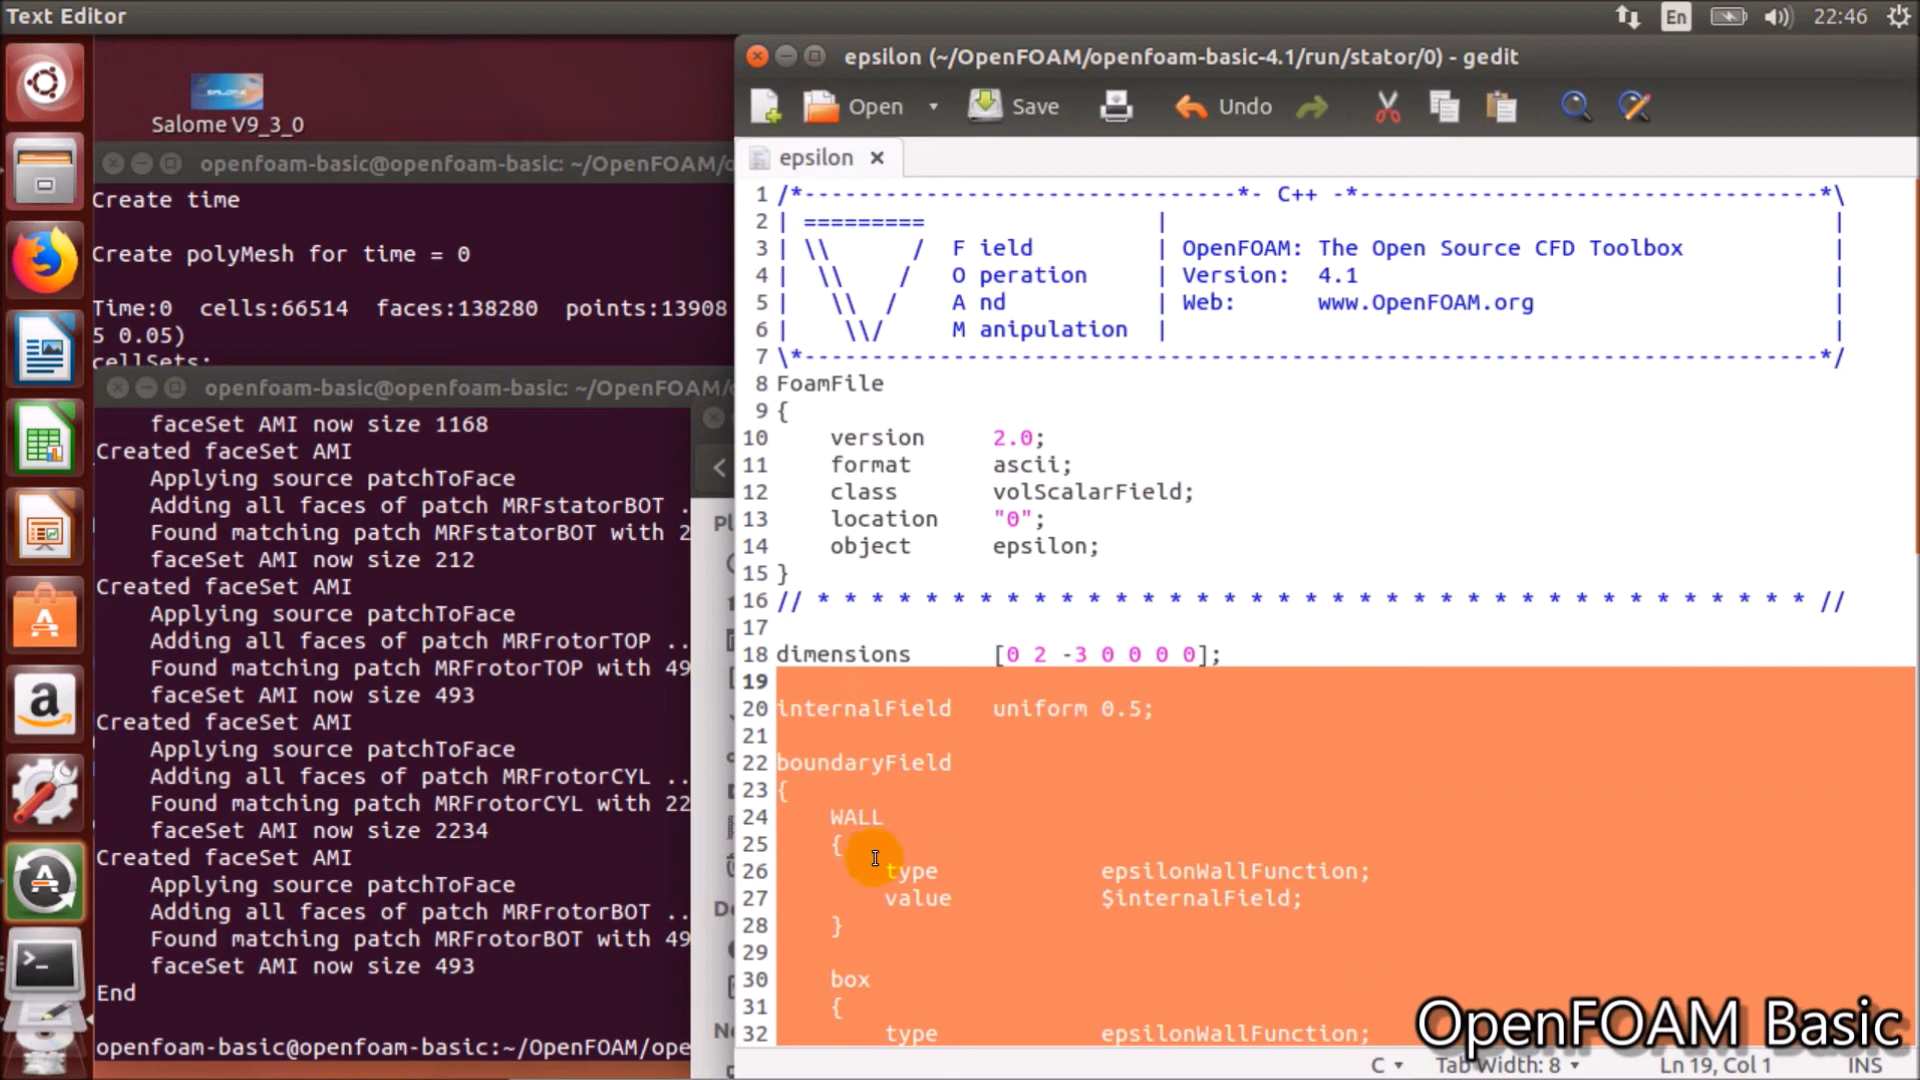 Text Editor
En
22:46
Salome V9_3_0
openfoam-basic@openfoam-basic: ~/OpenFOAM/o
Create time
Create polyMesh for time = 0
Time:0  cells:66514  faces:138280  points:13908
5 0.05)
cellSets:
openfoam-basic@openfoam-basic: ~/OpenFOAM/o
faceSet AMI now size 1168
Created faceSet AMI
Applying source patchToFace
Adding all faces of patch MRFstatorBOT .
Found matching patch MRFstatorBOT with 2
faceSet AMI now size 212
Created faceSet AMI
Applying source patchToFace
Adding all faces of patch MRFrotorTOP ..
Found matching patch MRFrotorTOP with 49
faceSet AMI now size 493
Created faceSet AMI
Applying source patchToFace
Adding all faces of patch MRFrotorCYL ..
Found matching patch MRFrotorCYL with 22
faceSet AMI now size 2234
Created faceSet AMI
Applying source patchToFace
Adding all faces of patch MRFrotorBOT ..
Found matching patch MRFrotorBOT with 49
faceSet AMI now size 493
End
openfoam-basic@openfoam-basic:~/OpenFOAM/ope
epsilon (~/OpenFOAM/openfoam-basic-4.1/run/stator/0) - gedit
Open Save Undo
epsilon
1 /*--------------------------------*- C++ -*----------------------------------*\
2 | =========                 |                                                 |
3 | \\      /  F ield         | OpenFOAM: The Open Source CFD Toolbox           |
4 |  \\    /   O peration     | Version:  4.1                                   |
5 |   \\  /    A nd           | Web:      www.OpenFOAM.org                      |
6 |    \\/     M anipulation  |                                                 |
7 \*---------------------------------------------------------------------------*/
8 FoamFile
9 {
10     version     2.0;
11     format      ascii;
12     class       volScalarField;
13     location    "0";
14     object      epsilon;
15 }
16 // * * * * * * * * * * * * * * * * * * * * * * * * * * * * * * * * * * * * * //
17
18 dimensions      [0 2 -3 0 0 0 0];
19
20 internalField   uniform 0.5;
21
22 boundaryField
23 {
24     WALL
25     {
26         type            epsilonWallFunction;
27         value           $internalField;
28     }
29
30     box
31     {
32         type            epsilonWallFunction;
OpenFOAM Basic
C Tab Width: 8 Ln 19, Col 1 INS